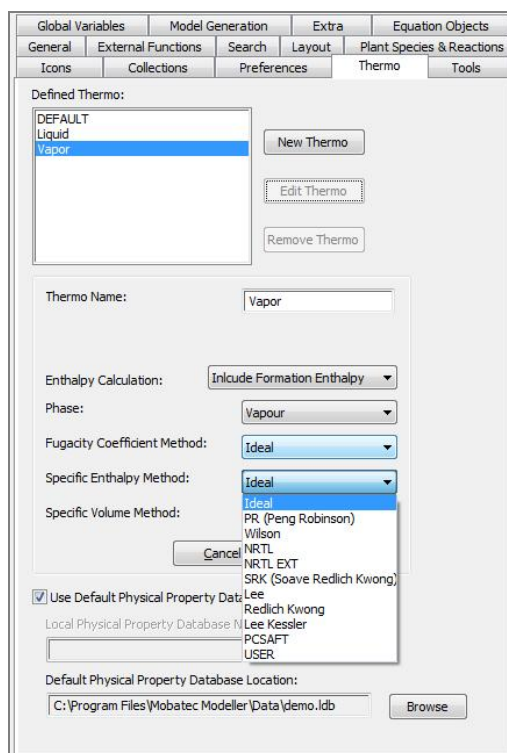 Global Variables Model Generation Extra Equation Objects
General External Functions Search Layout Plant Species & Reactions
Icons Collections Preferences Thermo Tools
Defined Thermo:
DEFAULT
Liquid
Vapor
New Thermo
Edit Thermo
Remove Thermo
Thermo Name: Vapor
Enthalpy Calculation: Inlcude Formation Enthalpy
Phase: Vapour
Fugacity Coefficient Method: Ideal
Specific Enthalpy Method: Ideal
Specific Volume Method:
Ideal
PR (Peng Robinson)
Wilson
NRTL
NRTL EXT
SRK (Soave Redlich Kwong)
Lee
Redlich Kwong
Lee Kessler
PCSAFT
USER
Cancel
Use Default Physical Property Data
Local Physical Property Database N
Default Physical Property Database Location:
C:\Program Files\Mobatec Modeller\Data\demo.ldb Browse